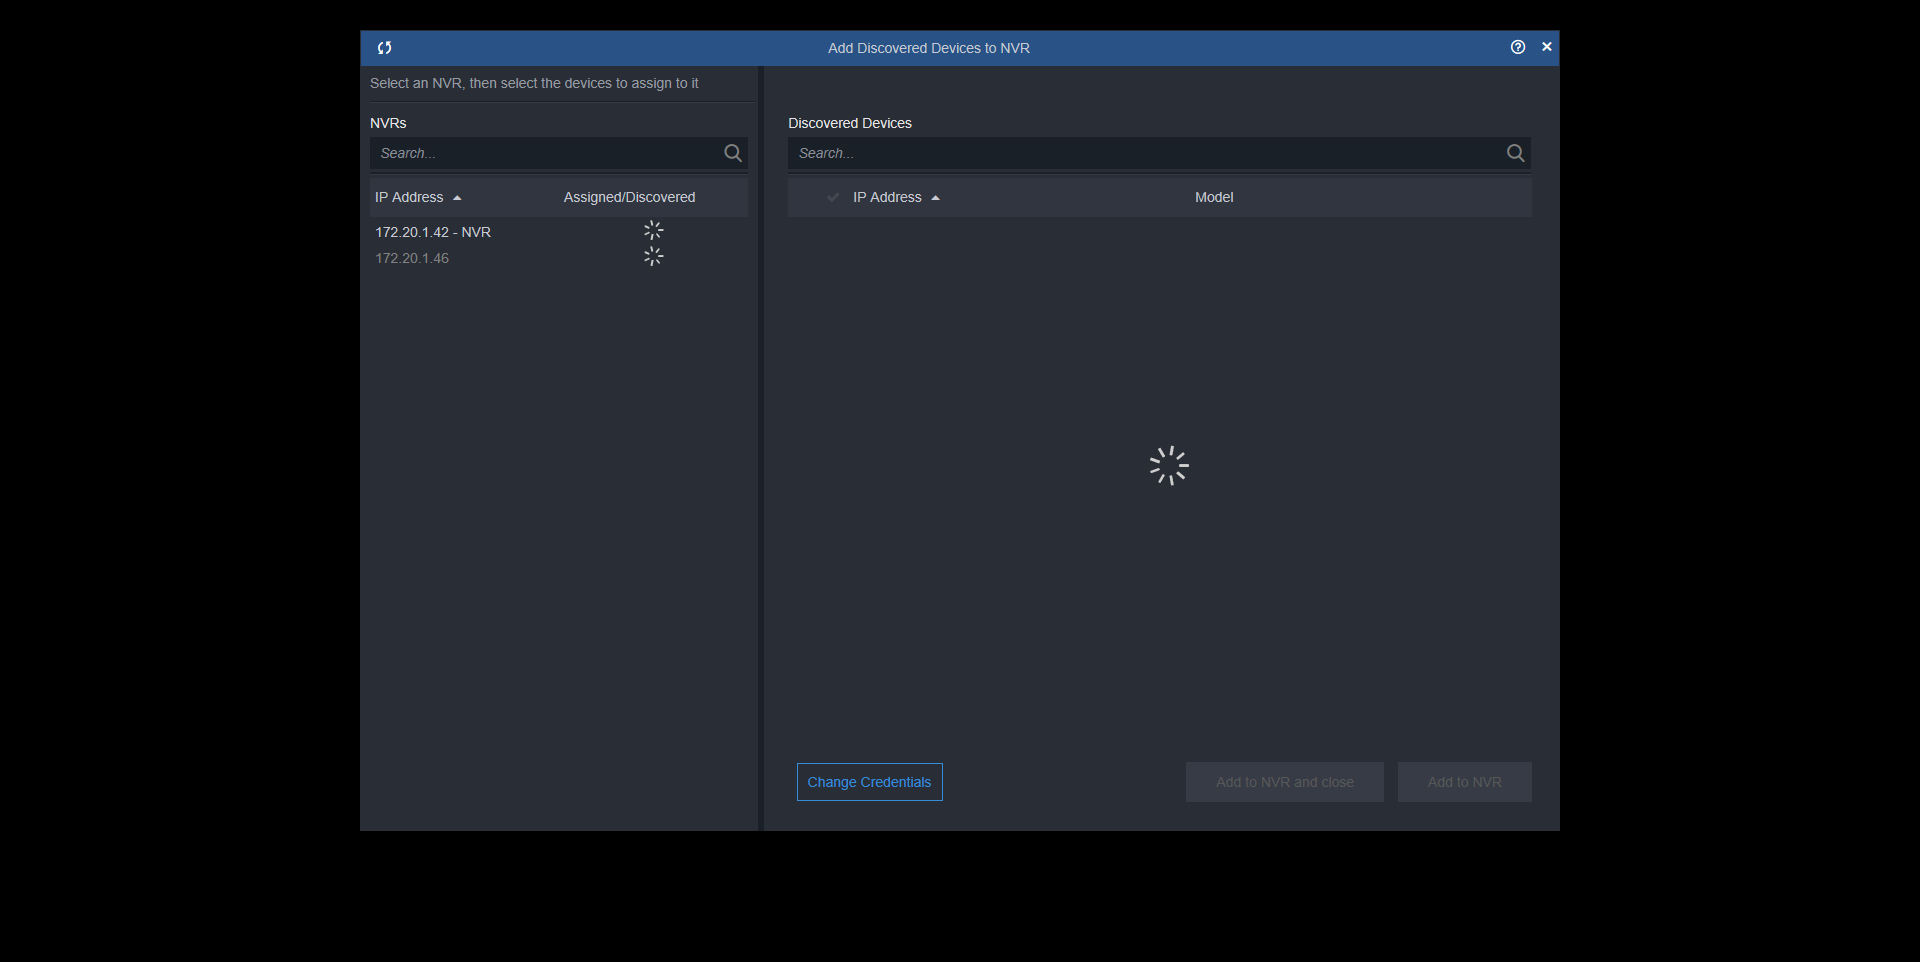 Add Discovered Devices to NVR
Select an NVR, then select the devices to assign to it
NVRs
Search...
IP Address Assigned/Discovered
172.20.1.42 - NVR
172.20.1.46
Discovered Devices
Search...
IP Address Model
Change Credentials
Add to NVR and close
Add to NVR